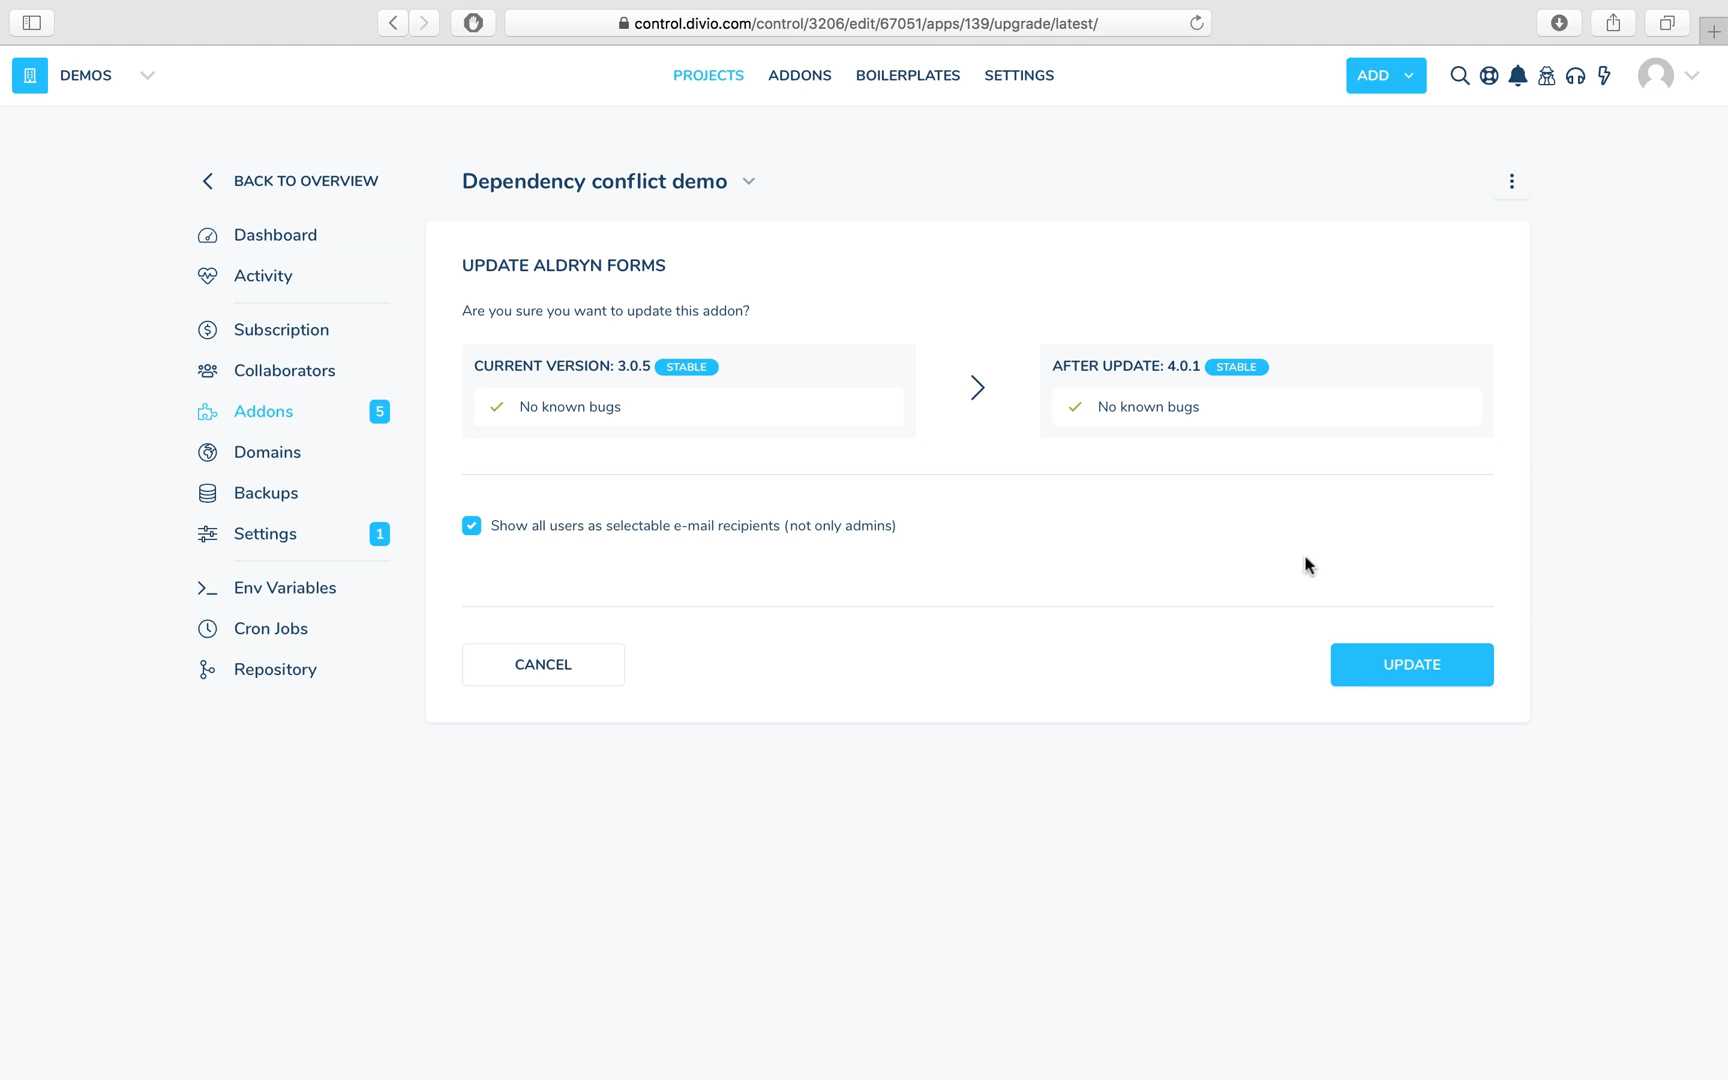 control.divio.com/control/3206/edit/67051/apps/139/upgrade/latest/
DEMOS
PROJECTS
ADDONS
BOILERPLATES
SETTINGS
ADD
BACK TO OVERVIEW
Dashboard
Activity
Subscription
Collaborators
Addons 5
Domains
Backups
Settings 1
Env Variables
Cron Jobs
Repository
Dependency conflict demo
UPDATE ALDRYN FORMS
Are you sure you want to update this addon?
CURRENT VERSION: 3.0.5 STABLE
No known bugs
AFTER UPDATE: 4.0.1 STABLE
No known bugs
Show all users as selectable e-mail recipients (not only admins)
CANCEL
UPDATE